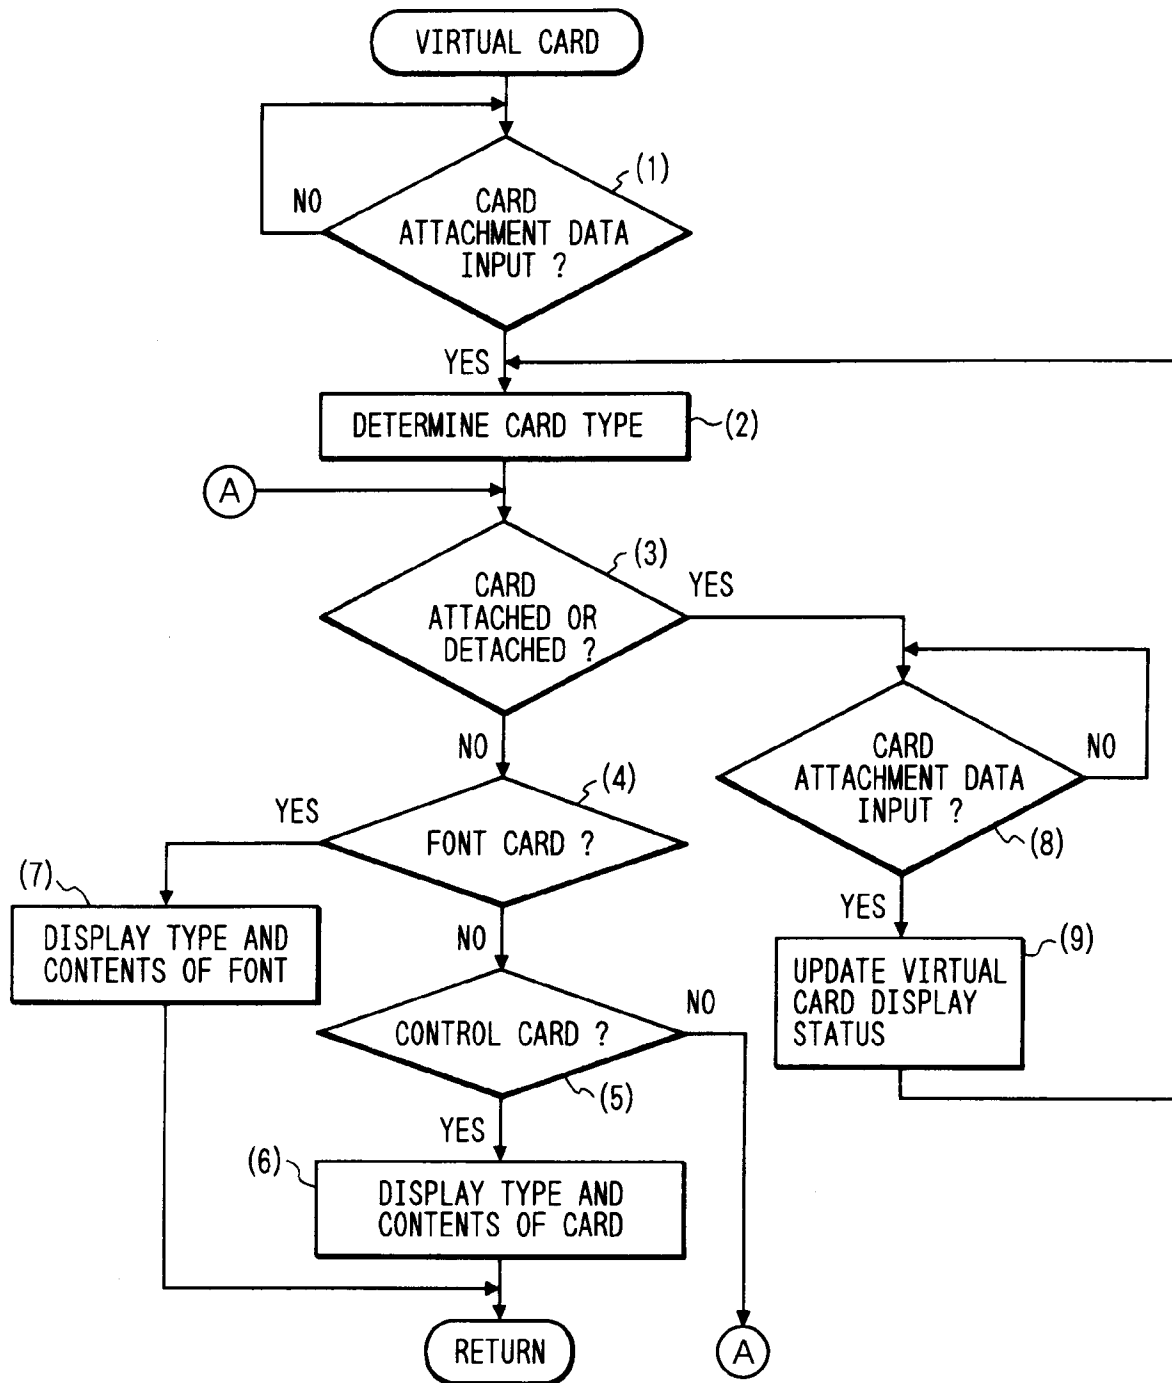 VIRTUAL CARD
(1)
NO
CARD
ATTACHMENT DATA
INPUT ?
YES
DETERMINE CARD TYPE
(2)
A
(3)
CARD
ATTACHED OR
DETACHED ?
YES
NO
CARD
ATTACHMENT DATA
INPUT ?
NO
(8)
(4)
YES
FONT CARD ?
(7)
DISPLAY TYPE AND
CONTENTS OF FONT
NO
YES
(9)
UPDATE VIRTUAL
CARD DISPLAY
STATUS
CONTROL CARD ?
NO
(5)
YES
(6)
DISPLAY TYPE AND
CONTENTS OF CARD
RETURN
A